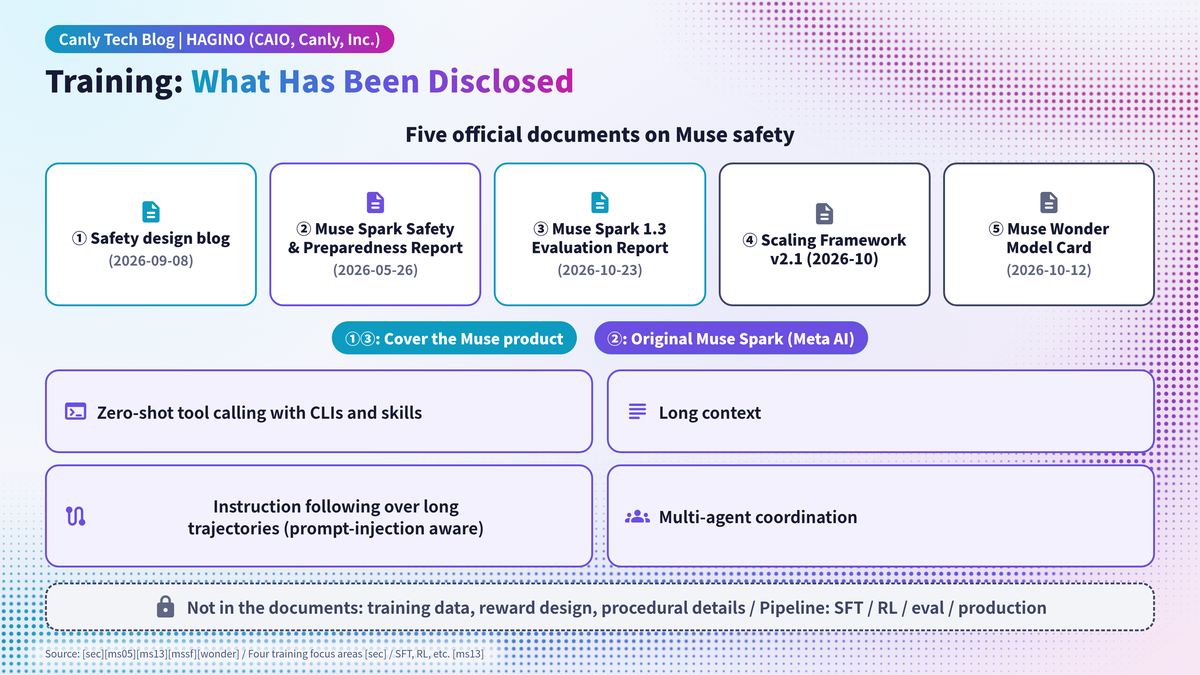 Canly Tech Blog | HAGINO (CAIO, Canly, Inc.)
Training: What Has Been Disclosed
Five official documents on Muse safety
① Safety design blog
(2026-09-08)
② Muse Spark Safety
& Preparedness Report
(2026-05-26)
③ Muse Spark 1.3
Evaluation Report
(2026-10-23)
④ Scaling Framework
v2.1 (2026-10)
⑤ Muse Wonder
Model Card
(2026-10-12)
①③: Cover the Muse product
②: Original Muse Spark (Meta AI)
Zero-shot tool calling with CLIs and skills
Long context
Instruction following over long
trajectories (prompt-injection aware)
Multi-agent coordination
Not in the documents: training data, reward design, procedural details / Pipeline: SFT / RL / eval / production
Source: [sec][ms05][ms13][mssf][wonder] / Four training focus areas [sec] / SFT, RL, etc. [ms13]